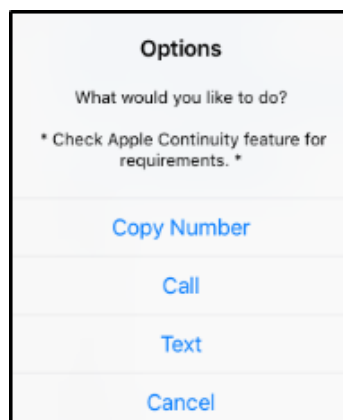 Options
What would you like to do?
* Check Apple Continuity feature for
requirements. *
Copy Number
Call
Text
Cancel